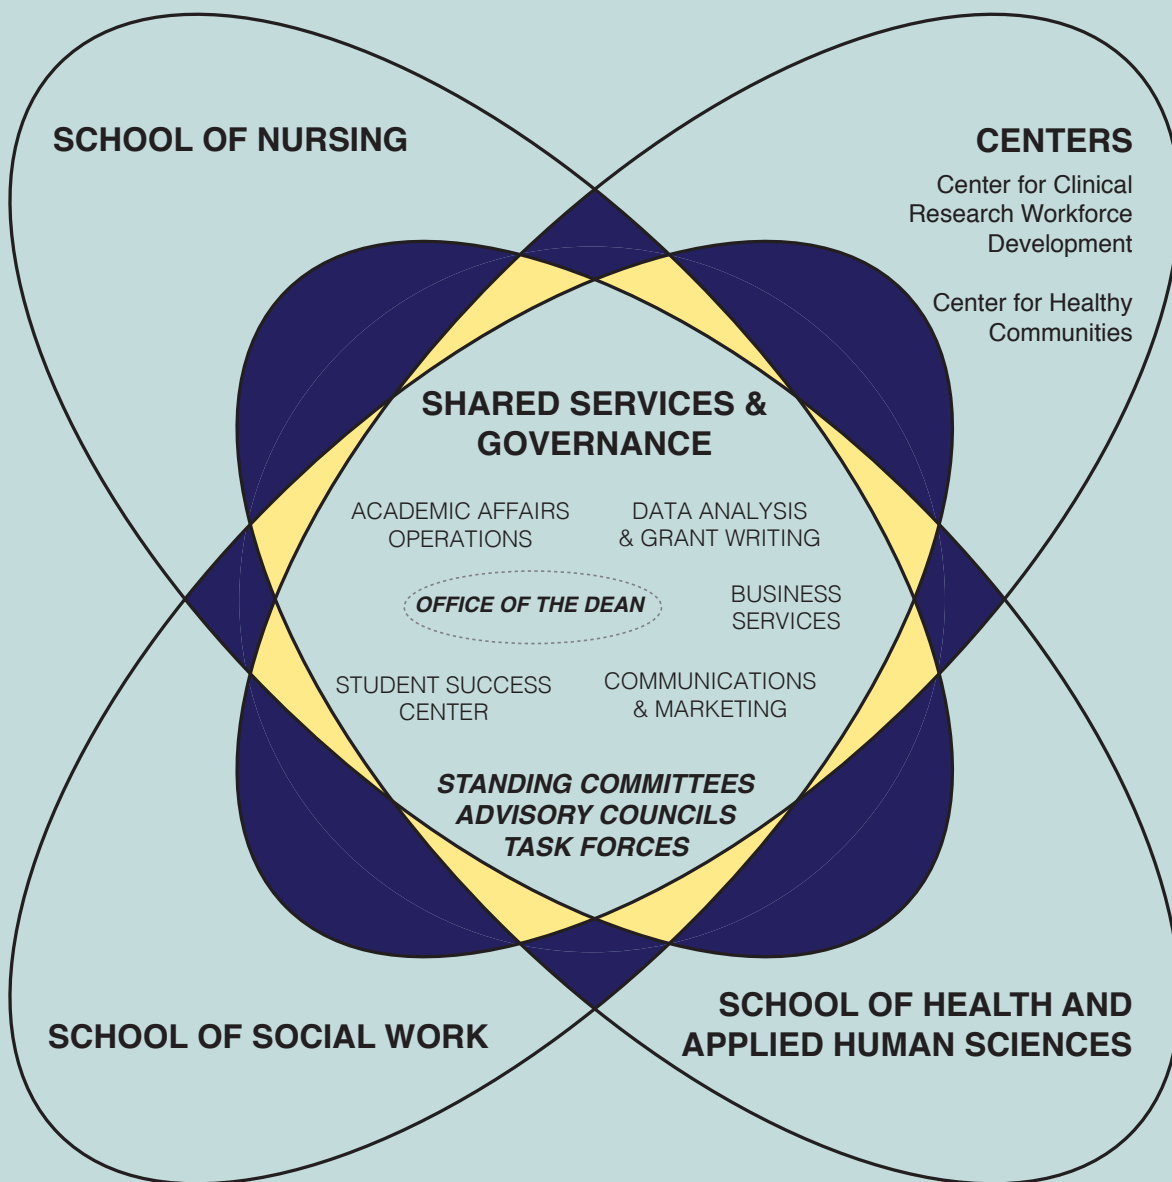 SCHOOL OF NURSING
CENTERS
Center for Clinical
Research Workforce
Development
Center for Healthy
Communities
SHARED SERVICES &
GOVERNANCE
ACADEMIC AFFAIRS
OPERATIONS
DATA ANALYSIS
& GRANT WRITING
OFFICE OF THE DEAN
BUSINESS
SERVICES
STUDENT SUCCESS
CENTER
COMMUNICATIONS
& MARKETING
STANDING COMMITTEES
ADVISORY COUNCILS
TASK FORCES
SCHOOL OF SOCIAL WORK
SCHOOL OF HEALTH AND
APPLIED HUMAN SCIENCES